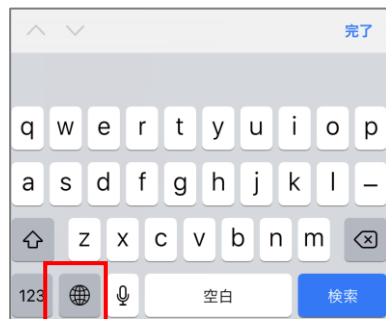 完了
q w e r t y u i o p
a s d f g h j k l –
z x c v b n m
123 空白 検索